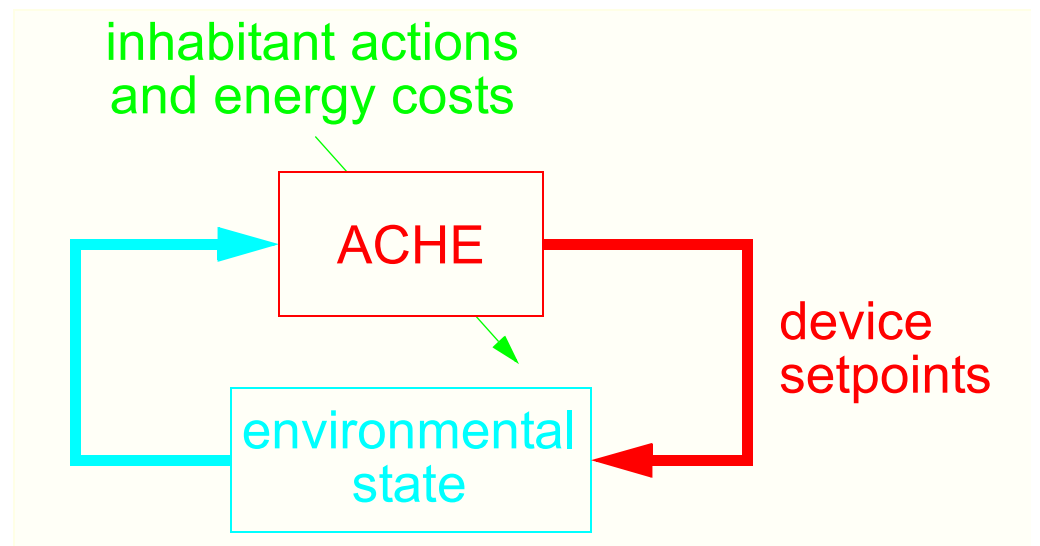 inhabitant actions
and energy costs
ACHE
device
setpoints
environmental
state